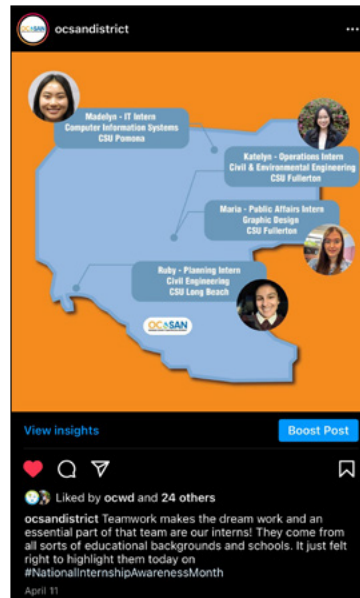 ocsandistrict
OC SAN
Madelyn - IT Intern
Computer Information Systems
CSU Pomona
Katelyn - Operations Intern
Civil & Environmental Engineering
CSU Fullerton
Maria - Public Affairs Intern
Graphic Design
CSU Fullerton
Ruby - Planning Intern
Civil Engineering
CSU Long Beach
OC SAN
View insights
Boost Post
Liked by ocwd and 24 others
ocsandistrict Teamwork makes the dream work and an
essential part of that team are our interns! They come from
all sorts of educational backgrounds and schools. It just felt
right to highlight them today on
#NationalInternshipAwarenessMonth
April 11